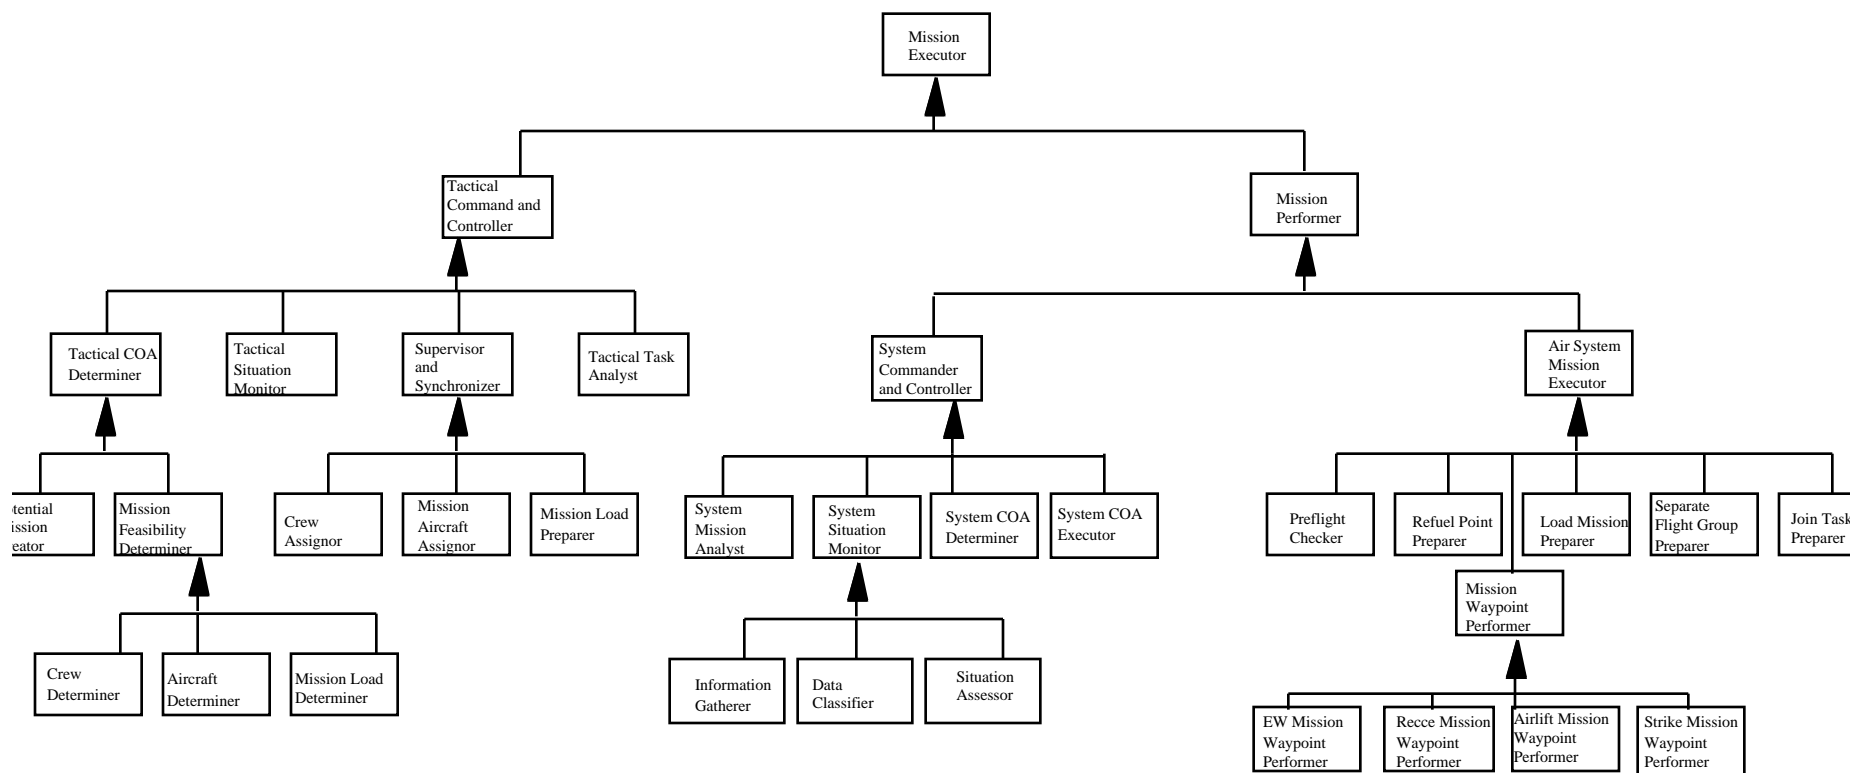 Mission
Executor
Tactical
Command and
Controller
Mission
Performer
Tactical COA
Determiner
Tactical
Situation
Monitor
Supervisor
and
Synchronizer
Tactical Task
Analyst
System
Commander
and Controller
Air System
Mission
Executor
Mission
Feasibility
Determiner
Crew
Assignor
Mission
Aircraft
Assignor
Mission Load
Preparer
System
Mission
Analyst
System
Situation
Monitor
System COA
Determiner
System COA
Executor
Preflight
Checker
Refuel Point
Preparer
Load Mission
Preparer
Separate
Flight Group
Preparer
Join Task
Preparer
Mission
Waypoint
Performer
Crew
Determiner
Aircraft
Determiner
Mission Load
Determiner
Information
Gatherer
Data
Classifier
Situation
Assessor
EW Mission
Waypoint
Performer
Recce Mission
Waypoint
Performer
Airlift Mission
Waypoint
Performer
Strike Mission
Waypoint
Performer